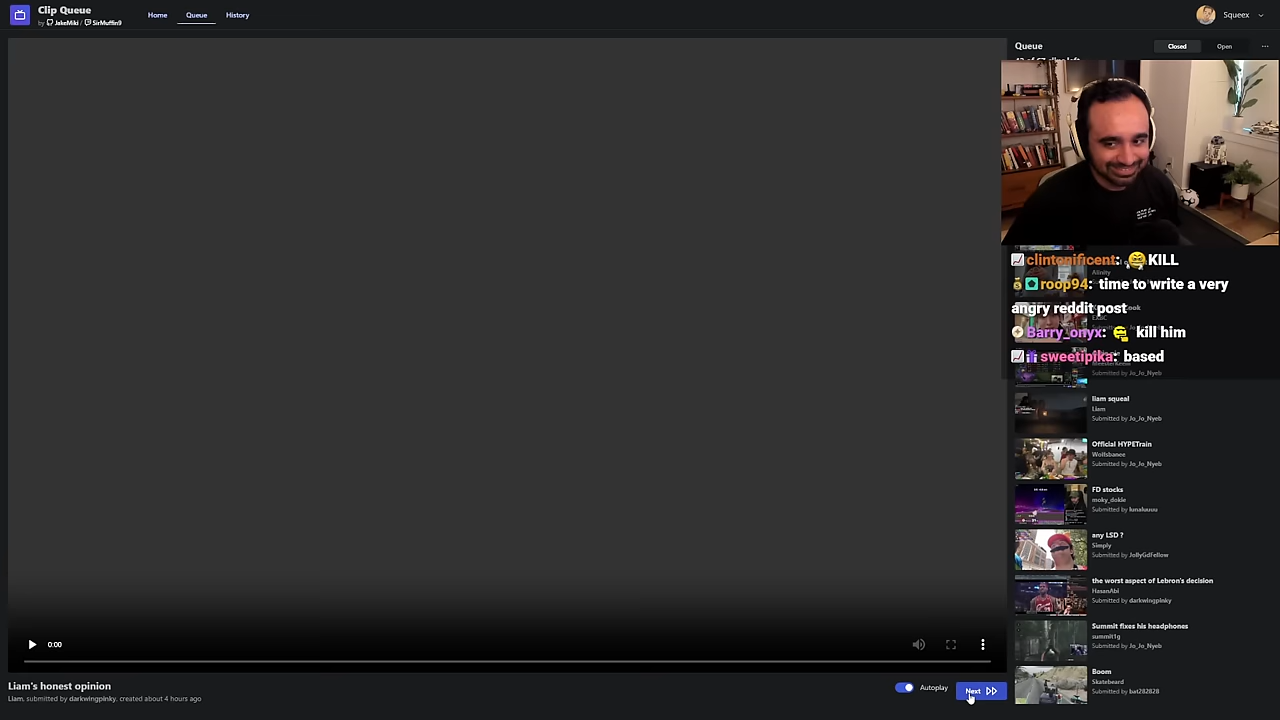 Clip Queue
by JakeMiki / SirMuffin9
Home
Queue
History
Squeex
Queue
Closed
Open
clintonificent: KILL
Alinity
roop94: time to write a very
angry reddit post
Barry_onyx: kill him
sweetipika: based
Submitted by Jo_Jo_Nyeb
liam squeal
Liam
Submitted by Jo_Jo_Nyeb
Official HYPETrain
Wolfabanee
Submitted by Jo_Jo_Nyeb
FD stocks
moky_dokie
Submitted by lunaluuuu
any LSD ?
Simply
Submitted by JollyGdFellow
the worst aspect of Lebron's decision
HasanAbi
Submitted by darkwingpinky
Summit fixes his headphones
summit1g
Submitted by Jo_Jo_Nyeb
Boom
Skatebeard
Submitted by bat282828
0:00
Liam's honest opinion
Liam, submitted by darkwingpinky, created about 4 hours ago
Autoplay
Next